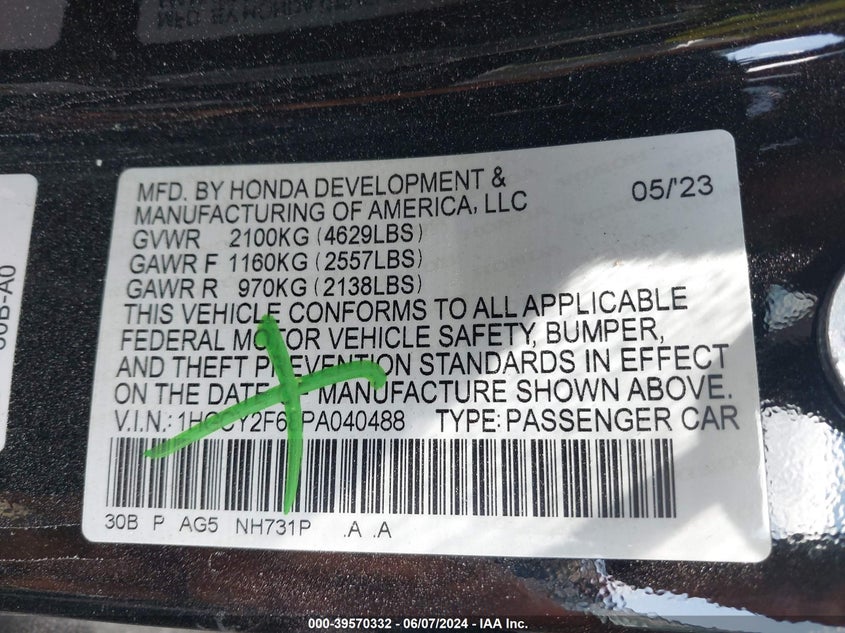 MFD. BY HONDA DEVELOPMENT &
MANUFACTURING OF AMERICA, LLC 05/'23
GVWR 2100KG (4629LBS)
GAWR F 1160KG (2557LBS)
GAWR R 970KG (2138LBS)
THIS VEHICLE CONFORMS TO ALL APPLICABLE
FEDERAL MOTOR VEHICLE SAFETY, BUMPER,
AND THEFT PREVENTION STANDARDS IN EFFECT
ON THE DATE OF MANUFACTURE SHOWN ABOVE.
V.I.N.: TYPE: PASSENGER CAR
30B P AG5 NH731P .A .A
000-39570332 - 06/07/2024 - IAA Inc.